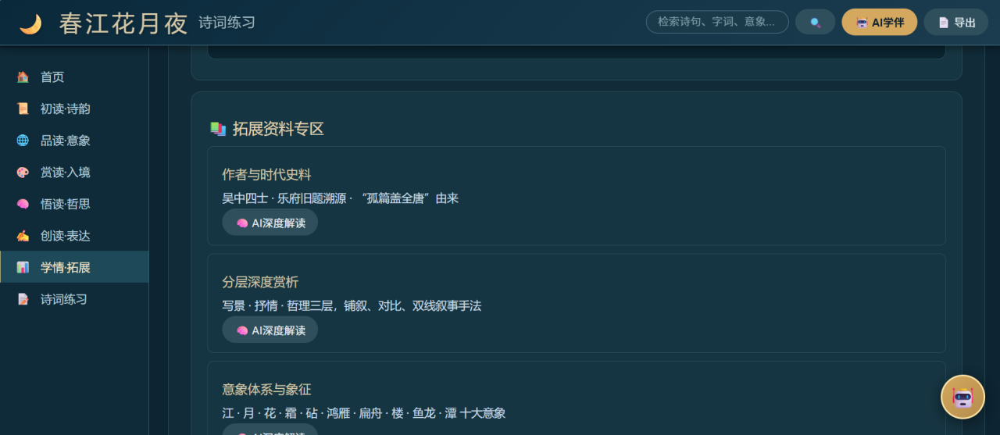 春江花月夜 诗词练习 检索诗句、字词、意象... AI学伴 导出
首页
初读·诗韵
品读·意象
赏读·入境
悟读·哲思
创读·表达
学情·拓展
诗词练习
拓展资料专区
作者与时代史料
吴中四士 · 乐府旧题溯源 · “孤篇盖全唐” 由来
AI深度解读
分层深度赏析
写景 · 抒情 · 哲理三层，铺叙、对比、双线叙事手法
AI深度解读
意象体系与象征
江 · 月 · 花 · 霜 · 砧 · 鸿雁 · 扁舟 · 楼 · 鱼龙 · 潭 十大意象
AI深度解读